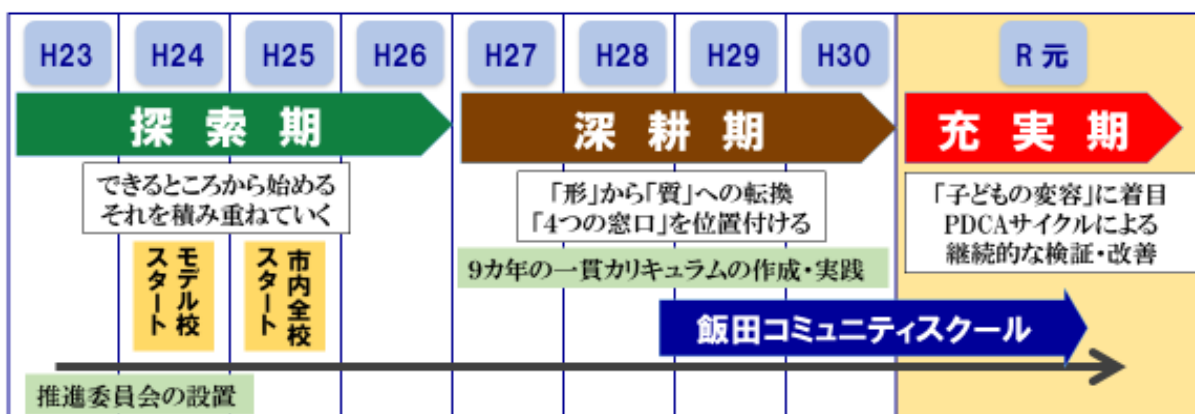 H23 H24 H25 H26 H27 H28 H29 H30 R元
探索期
深耕期
充実期
できるところから始める
それを積み重ねていく
「形」から「質」への転換
「4つの窓口」を位置付ける
「子どもの変容」に着目
PDCAサイクルによる
継続的な検証・改善
モデル校
スタート
市内全校
スタート
9カ年の一貫カリキュラムの作成・実践
飯田コミュニティスクール
推進委員会の設置